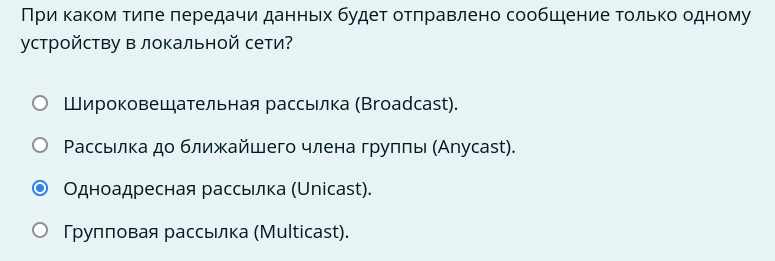 При каком типе передачи данных будет отправлено сообщение только одному
устройству в локальной сети?
Широковещательная рассылка (Broadcast).
Рассылка до ближайшего члена группы (Anycast).
Одноадресная рассылка (Unicast).
Групповая рассылка (Multicast).